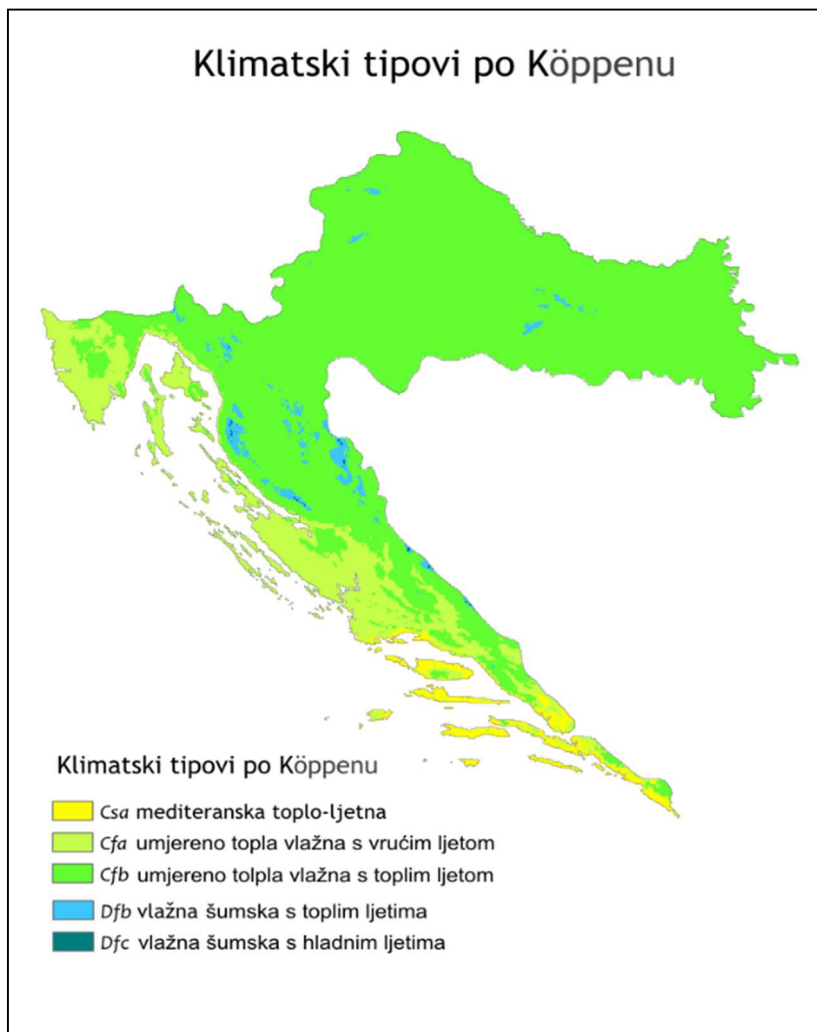 Klimatski tipovi po Köppenu
Klimatski tipovi po Köppenu
Csa mediteranska toplo-ljetna
Cfa umjereno topla vlažna s vrućim ljetom
Cfb umjereno tolpla vlažna s toplim ljetom
Dfb vlažna šumska s toplim ljetima
Dfc vlažna šumska s hladnim ljetima